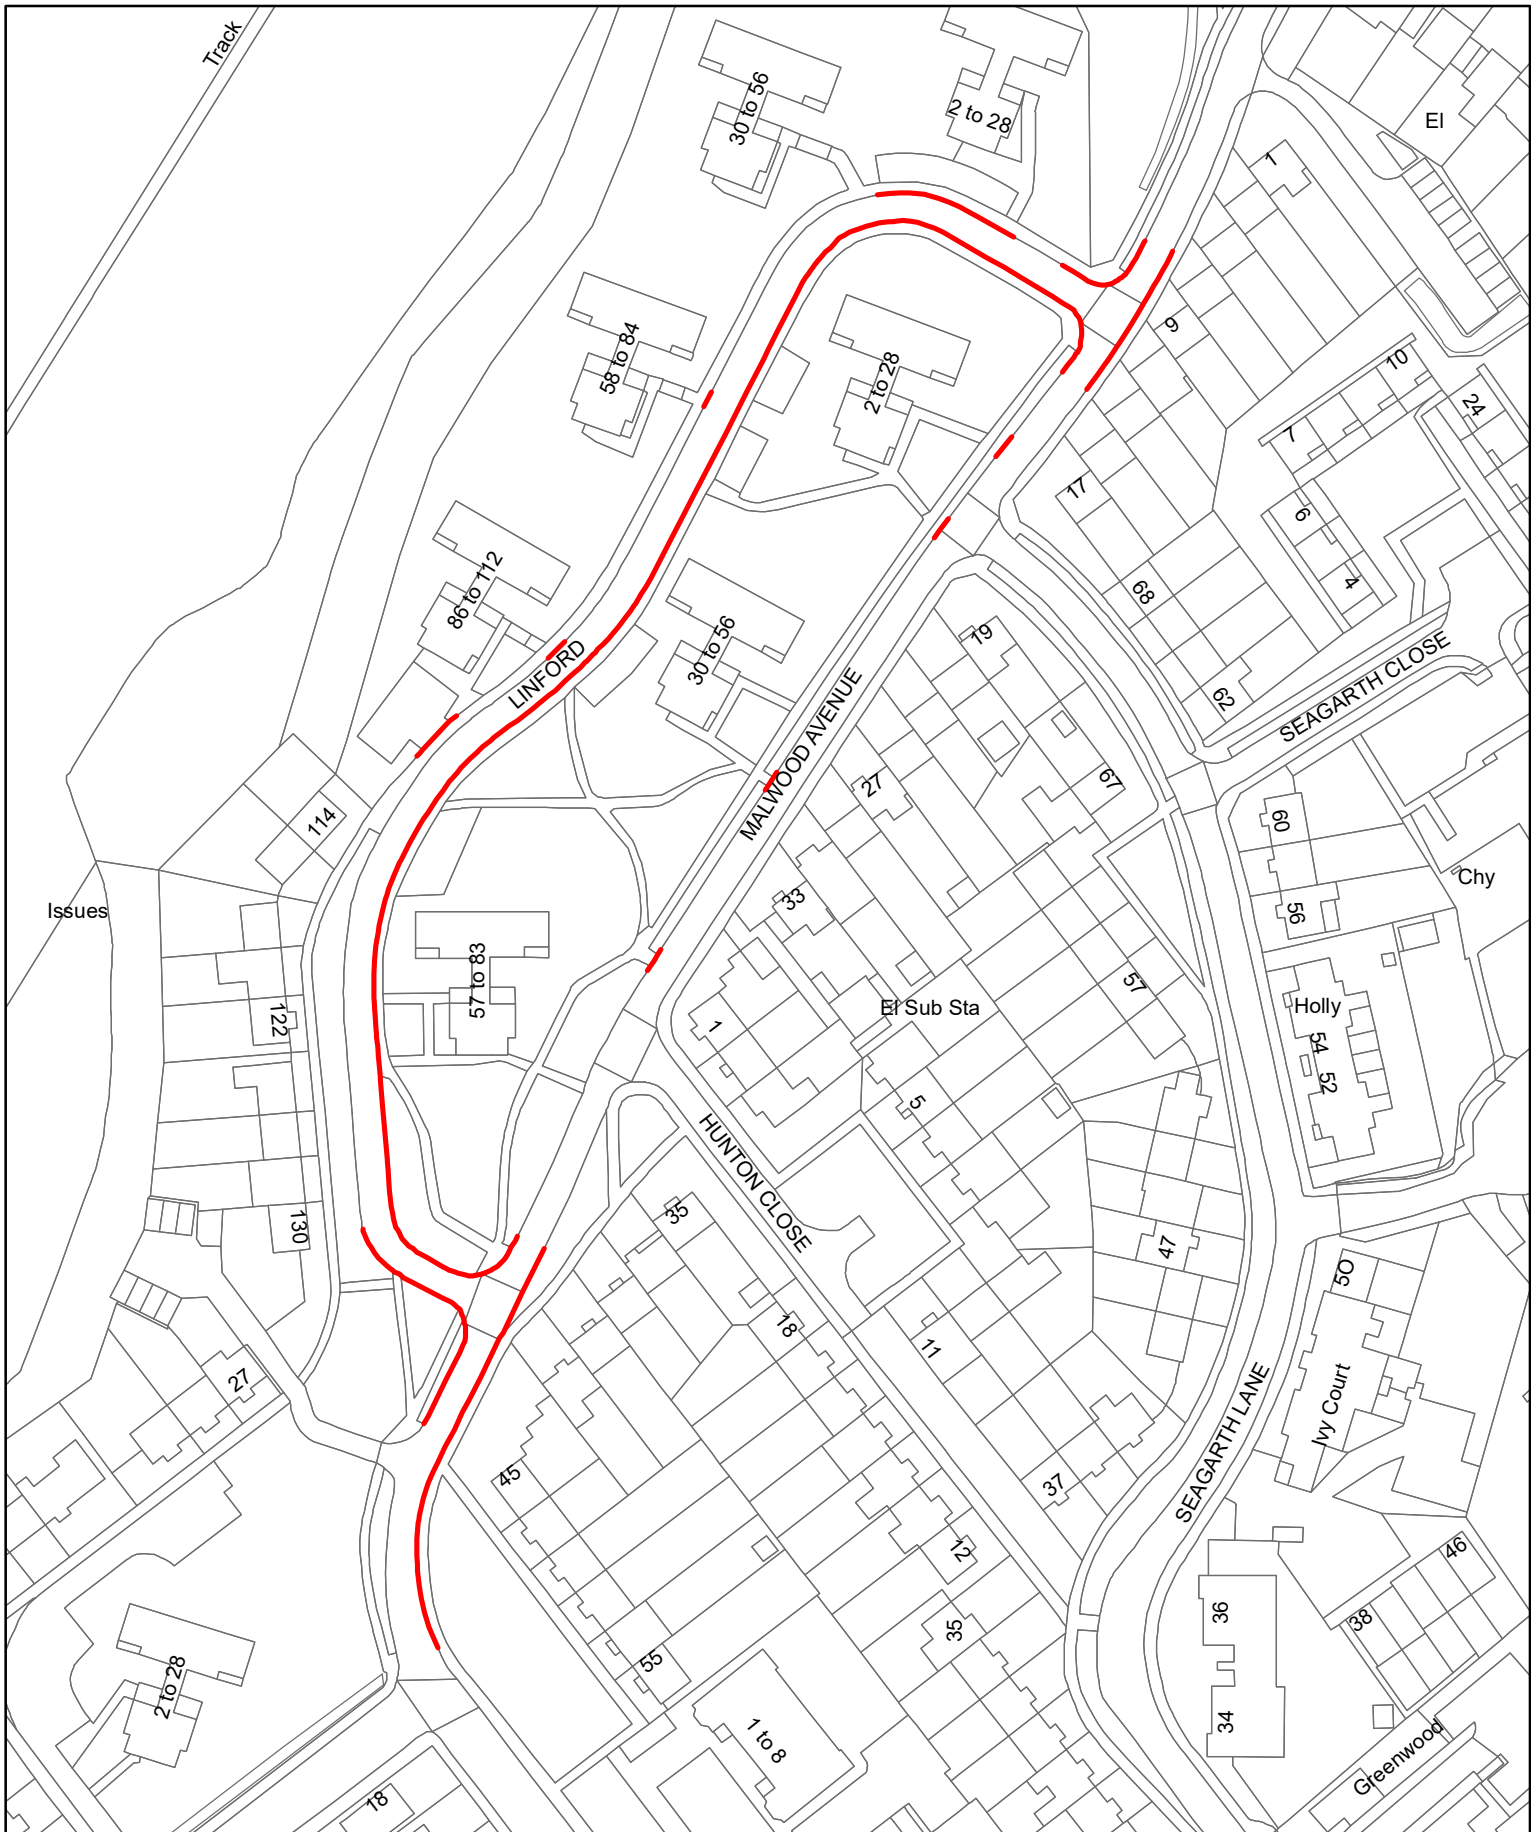 Track
30 to 56
2 to 28
El
1
9
58 to 84
2 to 28
10
24
7
17
6
4
68
86 to 112
19
LINFORD
30 to 56
MALWOOD AVENUE
62
SEAGARTH CLOSE
27
67
114
60
Chy
33
56
Issues
57 to 83
57
122
1
El Sub Sta
Holly
54
52
5
HUNTON CLOSE
35
130
47
50
18
11
27
Ivy Court
SEAGARTH LANE
45
37
12
46
36
38
35
55
2 to 28
34
1 to 8
Greenwood
18